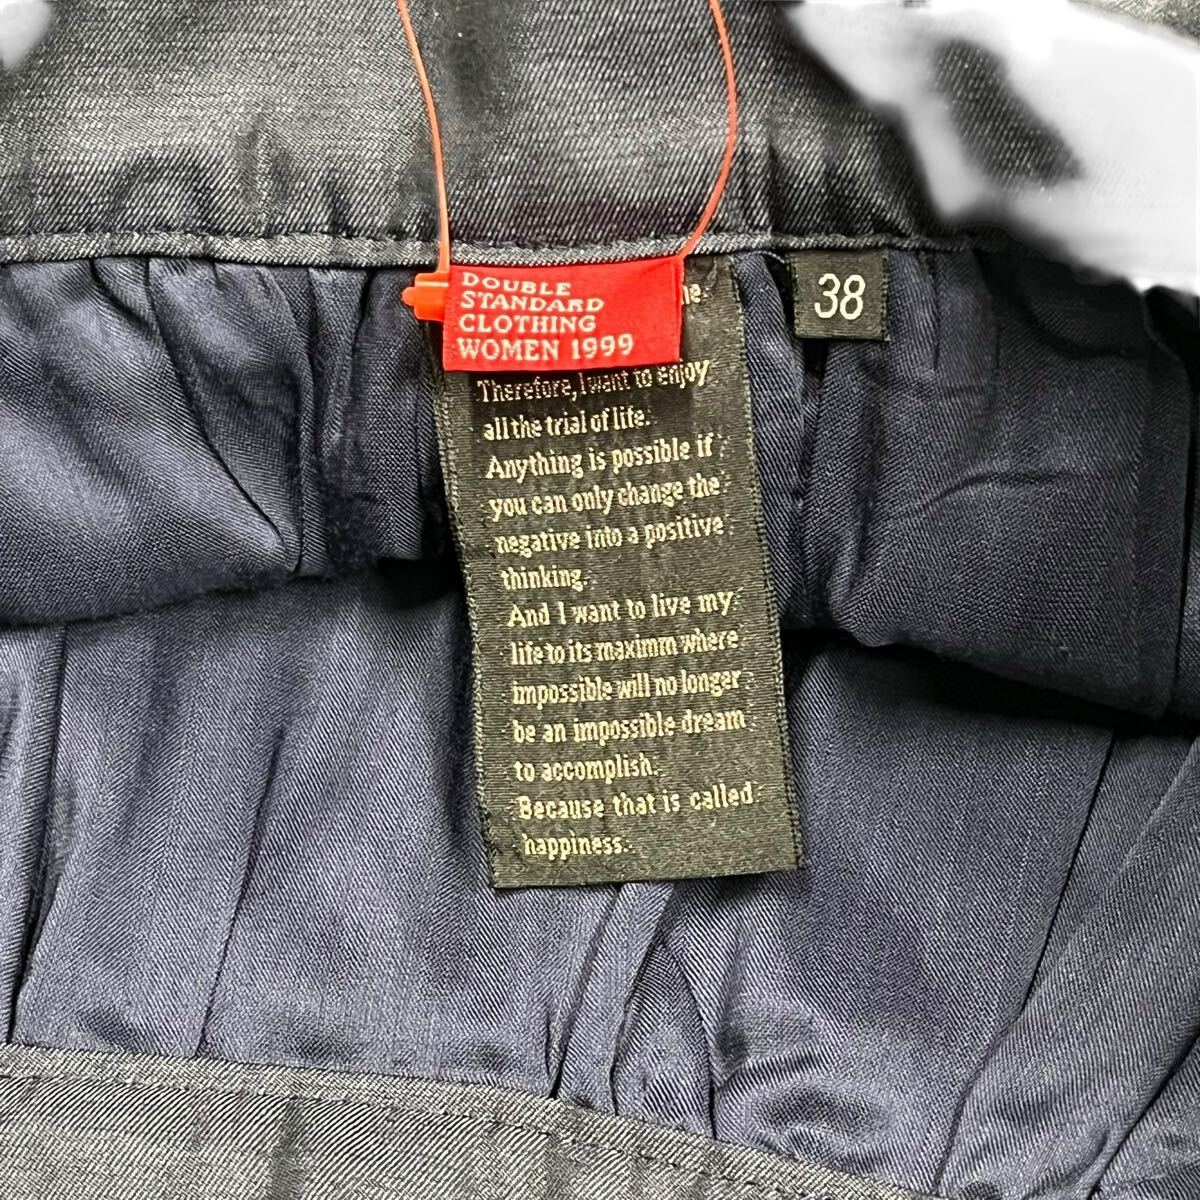 DOUBLE
STANDARD
CLOTHING
WOMEN 1999
38
Therefore, I want to enjoy
all the trial of life.
Anything is possible if
you can only change the
negative into a positive
thinking.
And I want to live my
life to its maximm where
impossible will no longer
be an impossible dream
to accomplish.
Because that is called
happiness.